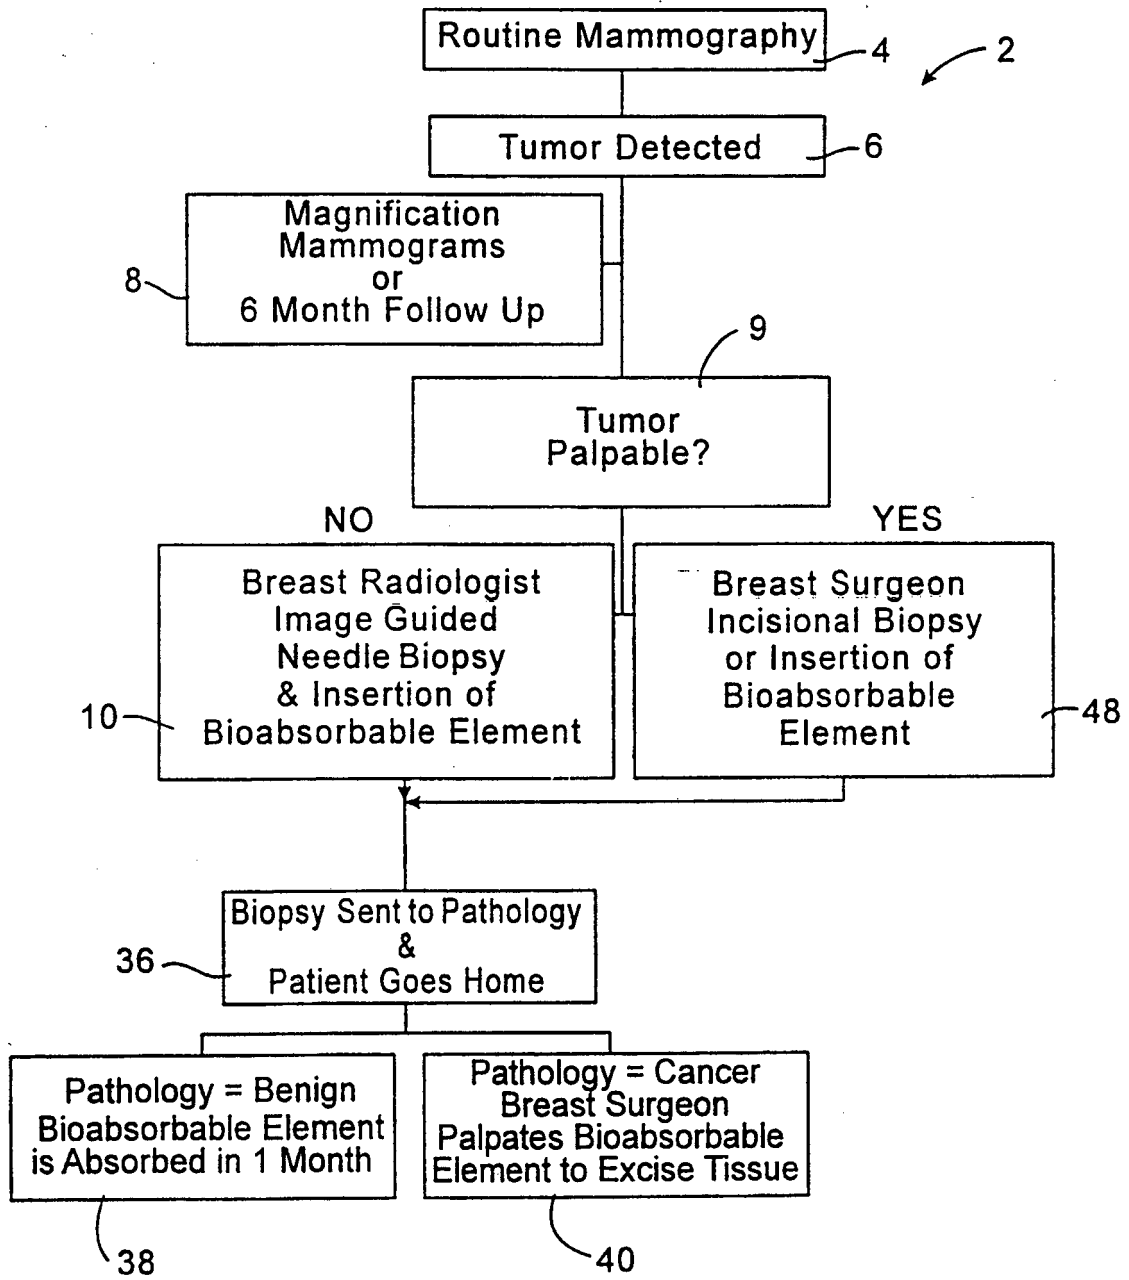 Routine Mammography
4
2
Tumor Detected
6
Magnification
Mammograms
or
6 Month Follow Up
8
9
Tumor
Palpable?
NO
YES
Breast Radiologist
Image Guided
Needle Biopsy
& Insertion of
Bioabsorbable Element
10
Breast Surgeon
Incisional Biopsy
or Insertion of
Bioabsorbable
Element
48
Biopsy Sent to Pathology
&
Patient Goes Home
36
Pathology = Benign
Bioabsorbable Element
is Absorbed in 1 Month
38
Pathology = Cancer
Breast Surgeon
Palpates Bioabsorbable
Element to Excise Tissue
40